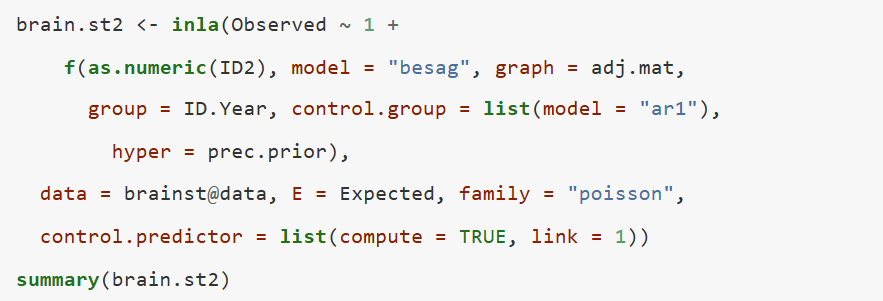 brain.st2 <- inla(Observed ~ 1 +
    f(as.numeric(ID2), model = "besag", graph = adj.mat,
      group = ID.Year, control.group = list(model = "ar1"),
        hyper = prec.prior),
  data = brainst@data, E = Expected, family = "poisson",
  control.predictor = list(compute = TRUE, link = 1))
summary(brain.st2)